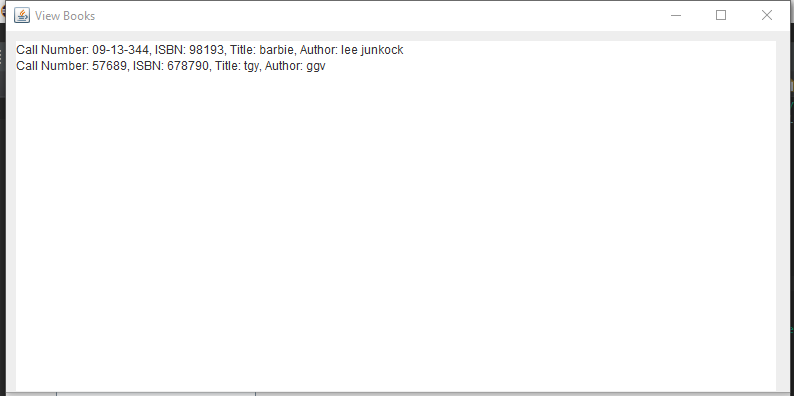 View Books
Call Number: 09-13-344, ISBN: 98193, Title: barbie, Author: lee junkock
Call Number: 57689, ISBN: 678790, Title: tgy, Author: ggv